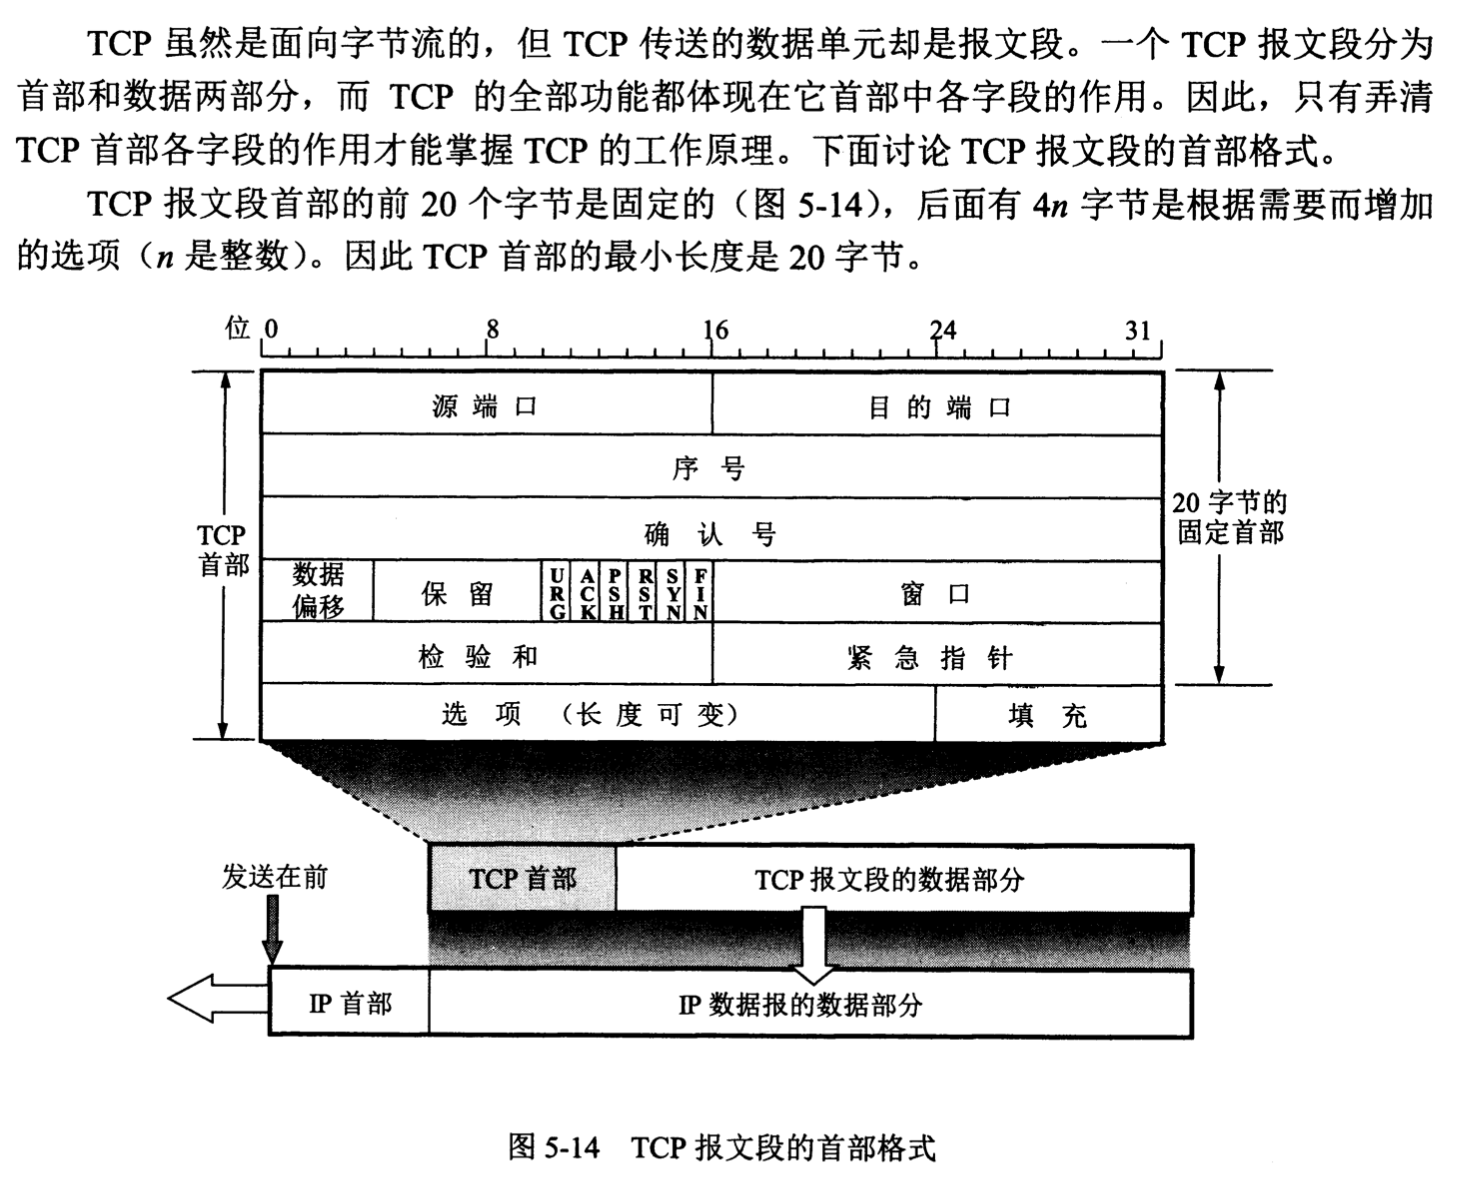 TCP 虽然是面向字节流的，但 TCP 传送的数据单元却是报文段。一个 TCP 报文段分为
首部和数据两部分，而 TCP 的全部功能都体现在它首部中各字段的作用。因此，只有弄清
TCP 首部各字段的作用才能掌握 TCP 的工作原理。下面讨论 TCP 报文段的首部格式。
TCP 报文段首部的前 20 个字节是固定的（图 5-14），后面有 4n 字节是根据需要而增加
的选项（n 是整数）。因此 TCP 首部的最小长度是 20 字节。
位 0 8 16 24 31
源端口 目的端口
序号
确认号
TCP
首部
20 字节的
固定首部
数据
偏移
保留 URG ACK PSH RST SYN FIN 窗口
检验和 紧急指针
选项 （长度可变） 填充
发送在前
TCP 首部 TCP 报文段的数据部分
IP 首部 IP 数据报的数据部分
图 5-14 TCP 报文段的首部格式